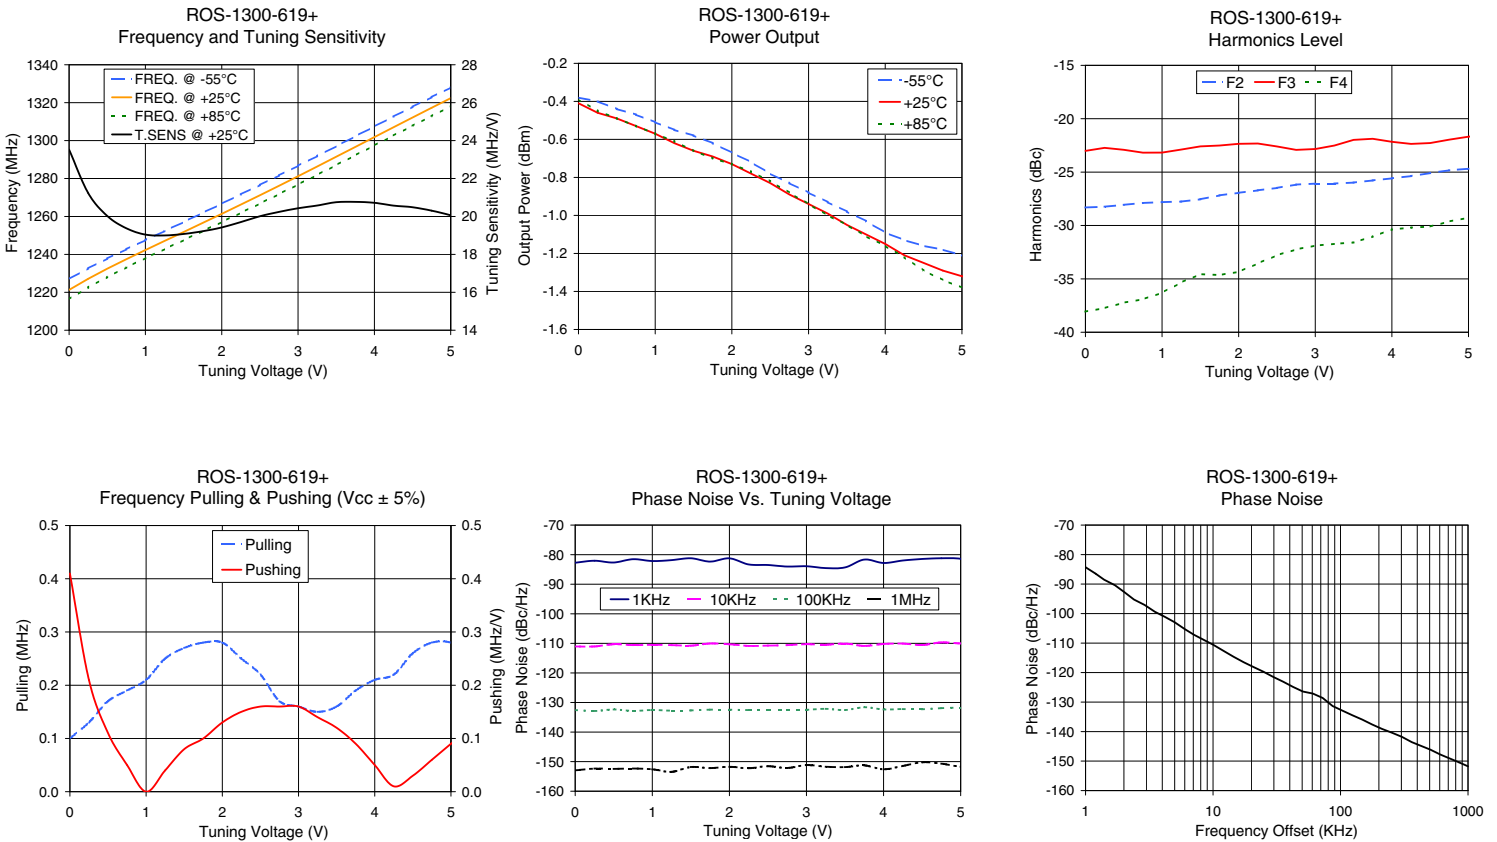 ROS-1300-619+
Frequency and Tuning Sensitivity
1340
1320
1300
1280
1260
1240
1220
1200
28
26
24
22
20
18
16
14
0 1 2 3 4 5
Frequency (MHz)
Tuning Sensitivity (MHz/V)
Tuning Voltage (V)
FREQ. @ -55°C
FREQ. @ +25°C
FREQ. @ +85°C
T.SENS @ +25°C
ROS-1300-619+
Power Output
-0.2
-0.4
-0.6
-0.8
-1.0
-1.2
-1.4
-1.6
0 1 2 3 4 5
Output Power (dBm)
Tuning Voltage (V)
-55°C
+25°C
+85°C
ROS-1300-619+
Harmonics Level
-15
-20
-25
-30
-35
-40
0 1 2 3 4 5
Harmonics (dBc)
Tuning Voltage (V)
F2 F3 F4
ROS-1300-619+
Frequency Pulling & Pushing (Vcc ± 5%)
0.5
0.4
0.3
0.2
0.1
0.0
0.5
0.4
0.3
0.2
0.1
0.0
0 1 2 3 4 5
Pulling (MHz)
Pushing (MHz/V)
Tuning Voltage (V)
Pulling
Pushing
ROS-1300-619+
Phase Noise Vs. Tuning Voltage
-70
-80
-90
-100
-110
-120
-130
-140
-150
-160
0 1 2 3 4 5
Phase Noise (dBc/Hz)
Tuning Voltage (V)
1KHz 10KHz 100KHz 1MHz
ROS-1300-619+
Phase Noise
-70
-80
-90
-100
-110
-120
-130
-140
-150
-160
1 10 100 1000
Phase Noise (dBc/Hz)
Frequency Offset (KHz)